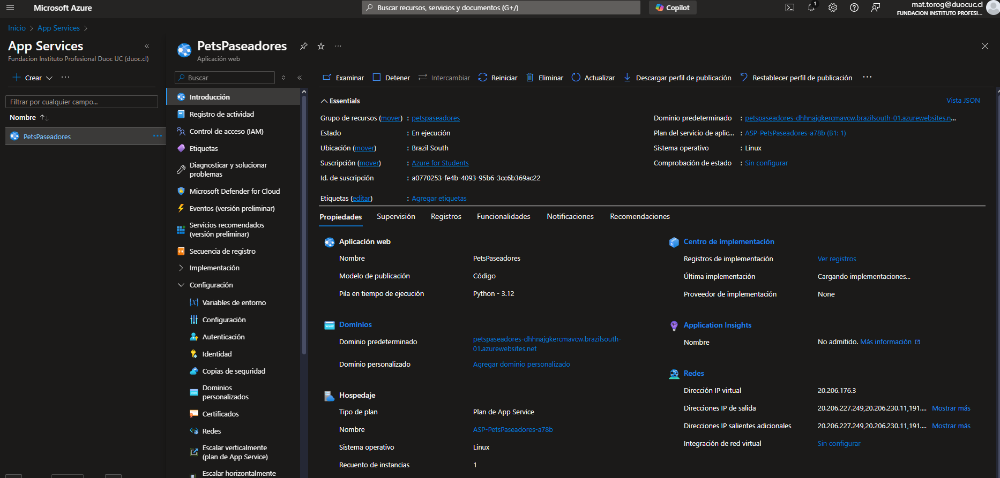 Microsoft Azure
Buscar recursos, servicios y documentos (G+/)
Copilot
1
mat.torog@duocuc.cl
FUNDACION INSTITUTO PROFESI...
Inicio > App Services >
App Services
Fundacion Instituto Profesional Duoc UC (duoc.cl)
Crear
Filtrar por cualquier campo...
Nombre
PetsPaseadores
PetsPaseadores
Aplicación web
Buscar
Introducción
Registro de actividad
Control de acceso (IAM)
Etiquetas
Diagnosticar y solucionar
problemas
Microsoft Defender for Cloud
Eventos (versión preliminar)
Servicios recomendados
(versión preliminar)
Secuencia de registro
Implementación
Configuración
Variables de entorno
Configuración
Autenticación
Identidad
Copias de seguridad
Dominios
personalizados
Certificados
Redes
Escalar verticalmente
(plan de App Service)
Escalar horizontalmente
Examinar
Detener
Intercambiar
Reiniciar
Eliminar
Actualizar
Descargar perfil de publicación
Restablecer perfil de publicación
Essentials
Vista JSON
Grupo de recursos (mover) : petspaseadores
Estado : En ejecución
Ubicación (mover) : Brazil South
Suscripción (mover) : Azure for Students
Id. de suscripción : a0770253-fe4b-4093-95b6-3cc6b369ac22
Etiquetas (editar) : Agregar etiquetas
Dominio predeterminado : petspaseadores-dhhnajgkercmavcw.brazilsouth-01.azurewebsites.n...
Plan del servicio de aplic... : ASP-PetsPaseadores-a78b (B1: 1)
Sistema operativo : Linux
Comprobación de estado : Sin configurar
Propiedades
Supervisión
Registros
Funcionalidades
Notificaciones
Recomendaciones
Aplicación web
Nombre PetsPaseadores
Modelo de publicación Código
Pila en tiempo de ejecución Python - 3.12
Dominios
Dominio predeterminado petspaseadores-dhhnajgkercmavcw.brazilsouth-
01.azurewebsites.net
Dominio personalizado Agregar dominio personalizado
Hospedaje
Tipo de plan Plan de App Service
Nombre ASP-PetsPaseadores-a78b
Sistema operativo Linux
Recuento de instancias 1
Centro de implementación
Registros de implementación Ver registros
Última implementación Cargando implementaciones...
Proveedor de implementación None
Application Insights
Nombre No admitido. Más información
Redes
Dirección IP virtual 20.206.176.3
Direcciones IP de salida 20.206.227.249,20.206.230.11,191.... Mostrar más
Direcciones IP salientes adicionales 20.206.227.249,20.206.230.11,191.... Mostrar más
Integración de red virtual Sin configurar